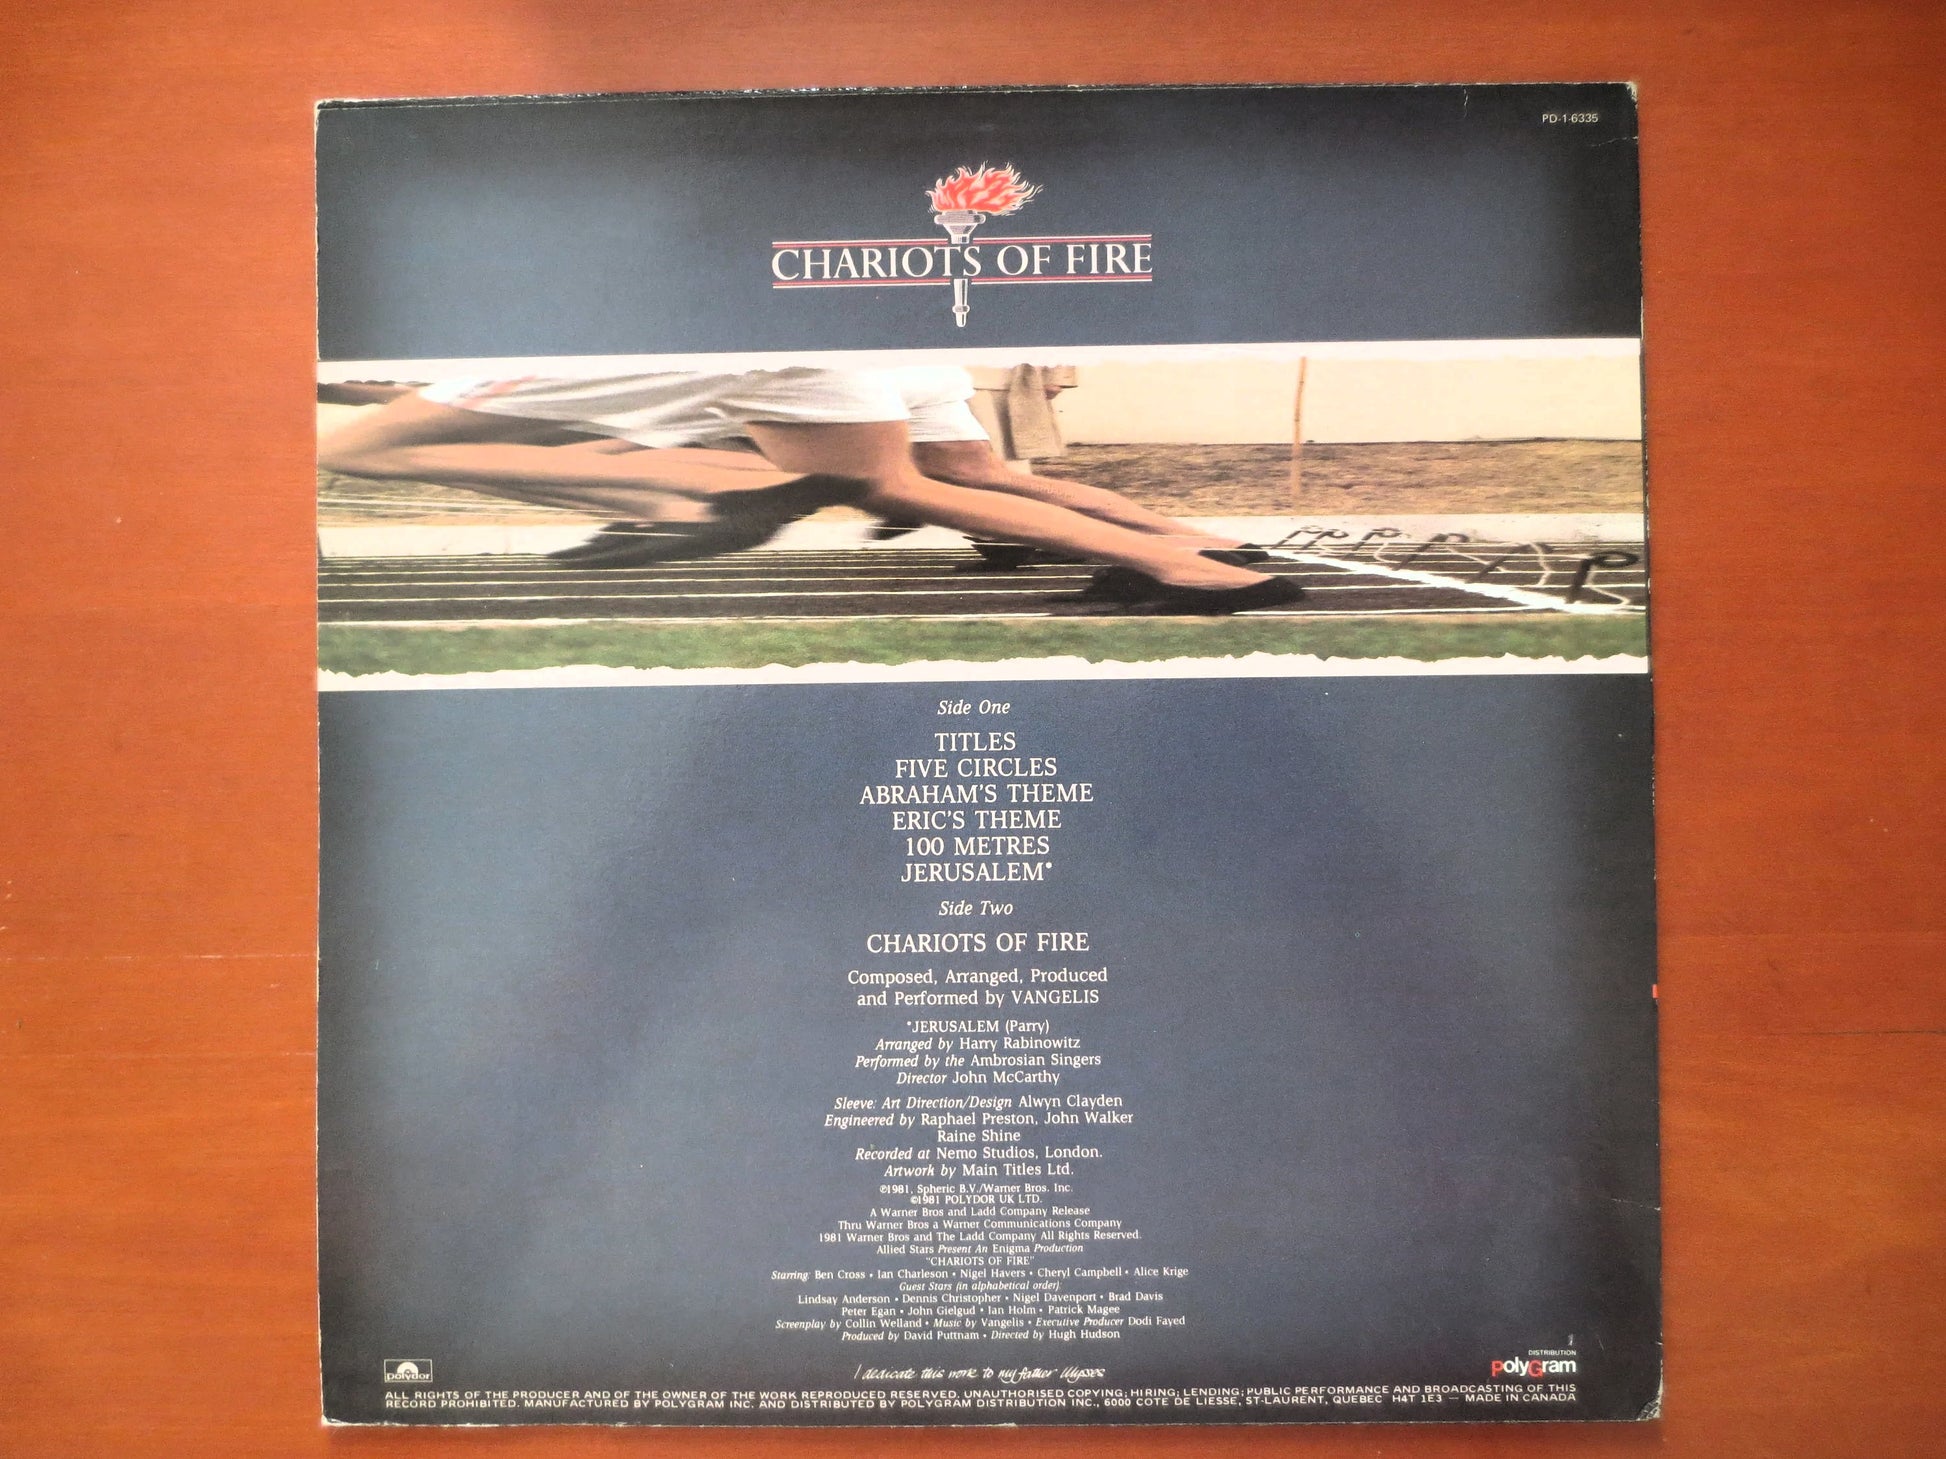 PD-1-6335
CHARIOTS OF FIRE
Side One
TITLES
FIVE CIRCLES
ABRAHAM'S THEME
ERIC'S THEME
100 METRES
JERUSALEM*
Side Two
CHARIOTS OF FIRE
Composed, Arranged, Produced
and Performed by VANGELIS
*JERUSALEM (Parry)
Arranged by Harry Rabinowitz
Performed by the Ambrosian Singers
Director John McCarthy
Sleeve: Art Direction/Design Alwyn Clayden
Engineered by Raphael Preston, John Walker
Raine Shine
Recorded at Nemo Studios, London.
Artwork by Main Titles Ltd.
℗1981, Spheric B.V./Warner Bros. Inc.
©1981 POLYDOR UK LTD.
A Warner Bros and Ladd Company Release
Thru Warner Bros a Warner Communications Company
1981 Warner Bros and The Ladd Company All Rights Reserved.
Allied Stars Present An Enigma Production
"CHARIOTS OF FIRE"
Starring: Ben Cross • Ian Charleson • Nigel Havers • Cheryl Campbell • Alice Krige
Guest Stars (in alphabetical order):
Lindsay Anderson • Dennis Christopher • Nigel Davenport • Brad Davis
Peter Egan • John Gielgud • Ian Holm • Patrick Magee
Screenplay by Collin Welland • Music by Vangelis • Executive Producer Dodi Fayed
Produced by David Puttnam • Directed by Hugh Hudson
1
DISTRIBUTION
polyGram
polydor
I dedicate this work to my father Ulysses
ALL RIGHTS OF THE PRODUCER AND OF THE OWNER OF THE WORK REPRODUCED RESERVED. UNAUTHORISED COPYING; HIRING; LENDING; PUBLIC PERFORMANCE AND BROADCASTING OF THIS
RECORD PROHIBITED. MANUFACTURED BY POLYGRAM INC. AND DISTRIBUTED BY POLYGRAM DISTRIBUTION INC., 6000 COTE DE LIESSE, ST-LAURENT, QUEBEC H4T 1E3 — MADE IN CANADA